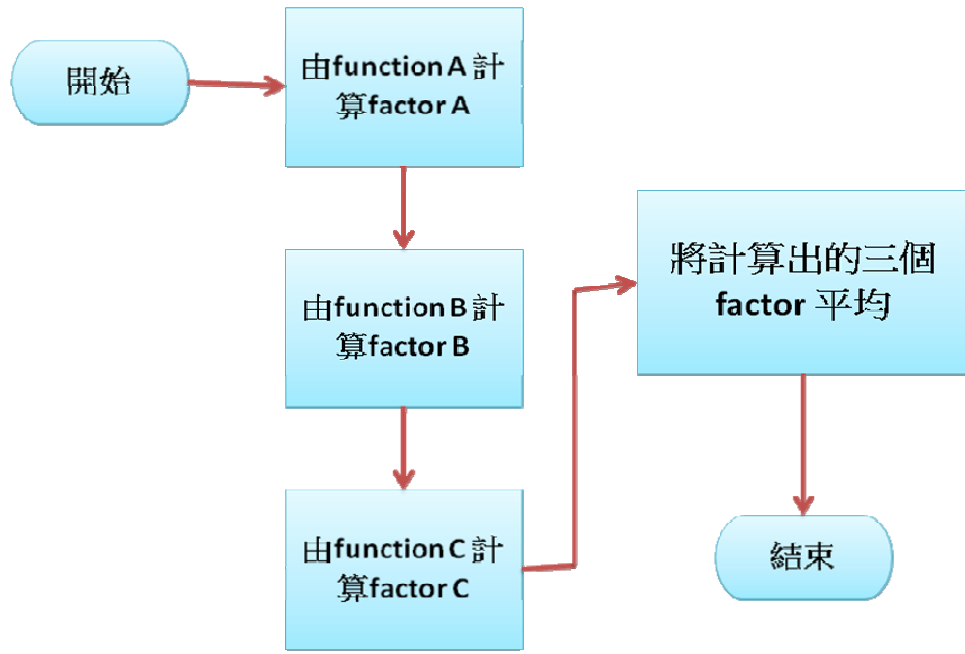 開始
由function A 計
算factor A
由function B 計
算factor B
由function C 計
算factor C
將計算出的三個
factor 平均
結束